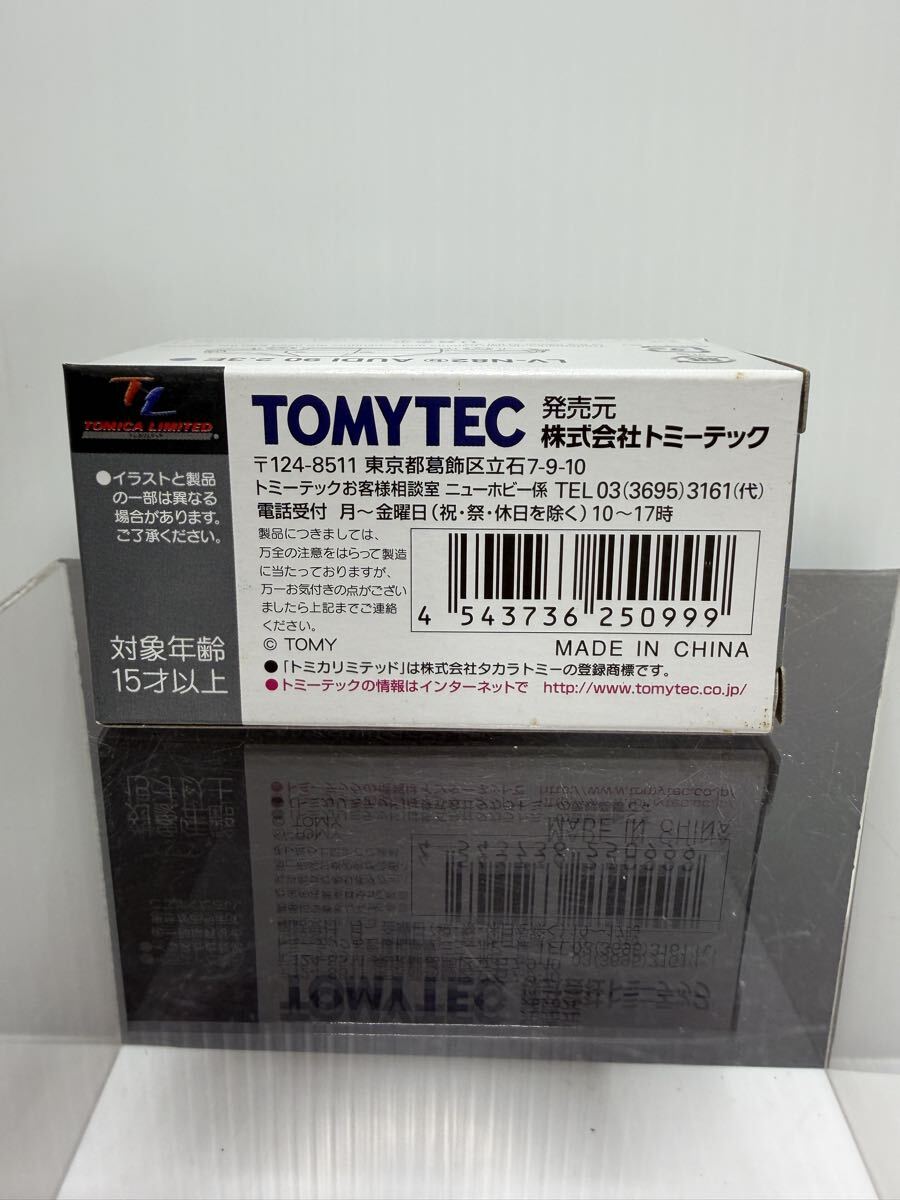 LV-N82 AUDI 90 2.3E
TL
TOMICA LIMITED
●イラストと製品
の一部は異なる
場合があります。
ご了承ください。
対象年齢
15才以上
TOMYTEC 発売元
株式会社トミーテック
〒124-8511 東京都葛飾区立石7-9-10
トミーテックお客様相談室 ニューホビー係 TEL 03(3695)3161(代)
電話受付 月～金曜日(祝・祭・休日を除く)10～17時
製品につきましては、
万全の注意をはらって製造
に当たっておりますが、
万一お気付きの点がござい
ましたら上記までご連絡
ください。
4 543736 250999
© TOMY MADE IN CHINA
●「トミカリミテッド」は株式会社タカラトミーの登録商標です。
●トミーテックの情報はインターネットで http://www.tomytec.co.jp/